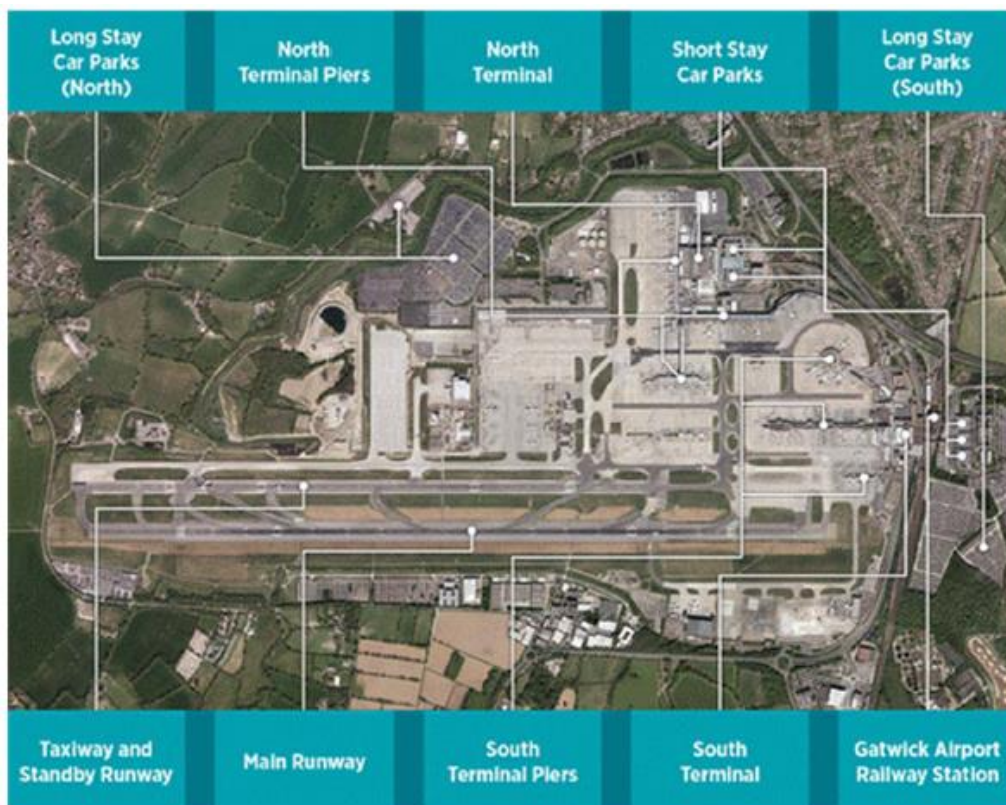 Long Stay
Car Parks
(North)
North
Terminal Piers
North
Terminal
Short Stay
Car Parks
Long Stay
Car Parks
(South)
Taxiway and
Standby Runway
Main Runway
South
Terminal Piers
South
Terminal
Gatwick Airport
Railway Station